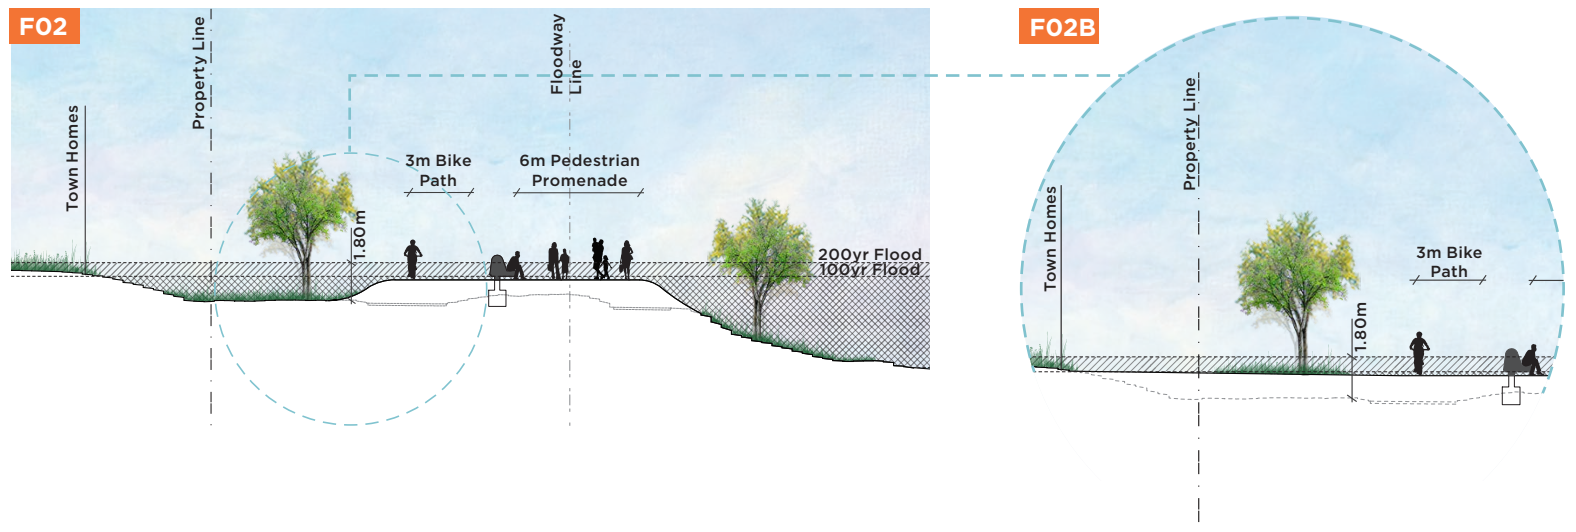 F02
Property Line
Floodway
Line
Town Homes
3m Bike
Path
6m Pedestrian
Promenade
1.80m
200yr Flood
100yr Flood
F02B
Property Line
Town Homes
3m Bike
Path
1.80m